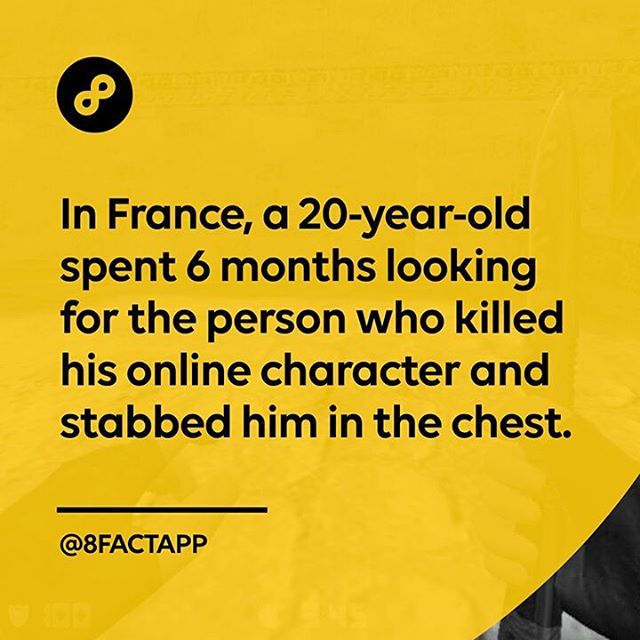 In France, a 20-year-old
spent 6 months looking
for the person who killed
his online character and
stabbed him in the chest.
@8FACTAPP